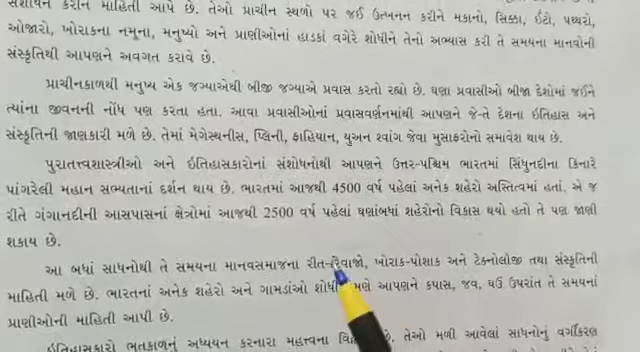 સંશોધન કરીને માહિતી આપે છે. તેઓ પ્રાચીન સ્થળો પર જઈ ઉત્ખનન કરીને મકાનો, સિક્કા, ઈંટો, પથ્થરો,
ઓજારો, ખોરાકના નમૂના, મનુષ્યો અને પ્રાણીઓનાં હાડકાં વગેરે શોધીને તેનો અભ્યાસ કરી તે સમયના માનવોની
સંસ્કૃતિથી આપણને અવગત કરાવે છે.
પ્રાચીનકાળથી મનુષ્ય એક જગ્યાએથી બીજી જગ્યાએ પ્રવાસ કરતો રહ્યો છે. ઘણા પ્રવાસીઓ બીજા દેશોમાં જઈને
ત્યાંના જીવનની નોંધ પણ કરતા હતા. આવા પ્રવાસીઓનાં પ્રવાસવર્ણનમાંથી આપણને જે-તે દેશના ઇતિહાસ અને
સંસ્કૃતિની જાણકારી મળે છે. તેમાં મેગેસ્થનીસ, પ્લિની, ફાહિયાન, યુઅન શ્વાંગ જેવા મુસાફરોનો સમાવેશ થાય છે.
પુરાતત્ત્વશાસ્ત્રીઓ અને ઇતિહાસકારોનાં સંશોધનોથી આપણને ઉત્તર-પશ્ચિમ ભારતમાં સિંધુનદીના કિનારે
પાંગરેલી મહાન સભ્યતાનાં દર્શન થાય છે. ભારતમાં આજથી 4500 વર્ષ પહેલાં અનેક શહેરો અસ્તિત્વમાં હતાં. એ જ
રીતે ગંગાનદીની આસપાસનાં ક્ષેત્રોમાં આજથી 2500 વર્ષ પહેલાં ઘણાંબધાં શહેરોનો વિકાસ થયો હતો તે પણ જાણી
શકાય છે.
આ બધાં સાધનોથી તે સમયના માનવસમાજના રીત-રિવાજો, ખોરાક-પોશાક અને ટેક્નોલોજી તથા સંસ્કૃતિની
માહિતી મળે છે. ભારતનાં અનેક શહેરો અને ગામડાંઓ આપણને કપાસ, જવ, ઘઉં ઉપરાંત તે સમયનાં
પ્રાણીઓની માહિતી આપી છે.
ઇતિહાસકારો ભૂતકાળનું અધ્યયન કરનારા મહત્ત્વના છે. તેઓ મળી આવેલાં સાધનોનું વર્ગીકરણ